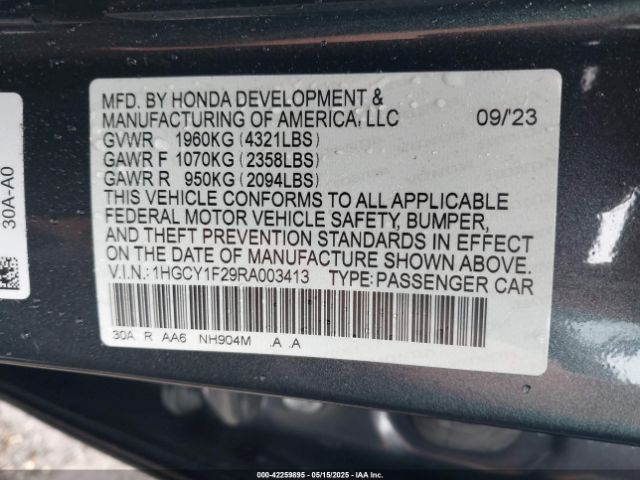 MFD. BY HONDA DEVELOPMENT &
MANUFACTURING OF AMERICA, LLC 09/'23
GVWR 1960KG (4321LBS)
GAWR F 1070KG (2358LBS)
GAWR R 950KG (2094LBS)
THIS VEHICLE CONFORMS TO ALL APPLICABLE
FEDERAL MOTOR VEHICLE SAFETY, BUMPER,
AND THEFT PREVENTION STANDARDS IN EFFECT
ON THE DATE OF MANUFACTURE SHOWN ABOVE.
V.I.N.:1HGCY1F29RA003413 TYPE:PASSENGER CAR
30A R AA6 NH904M .A .A
30A-A0
000-42259895 - 05/15/2025 - IAA Inc.